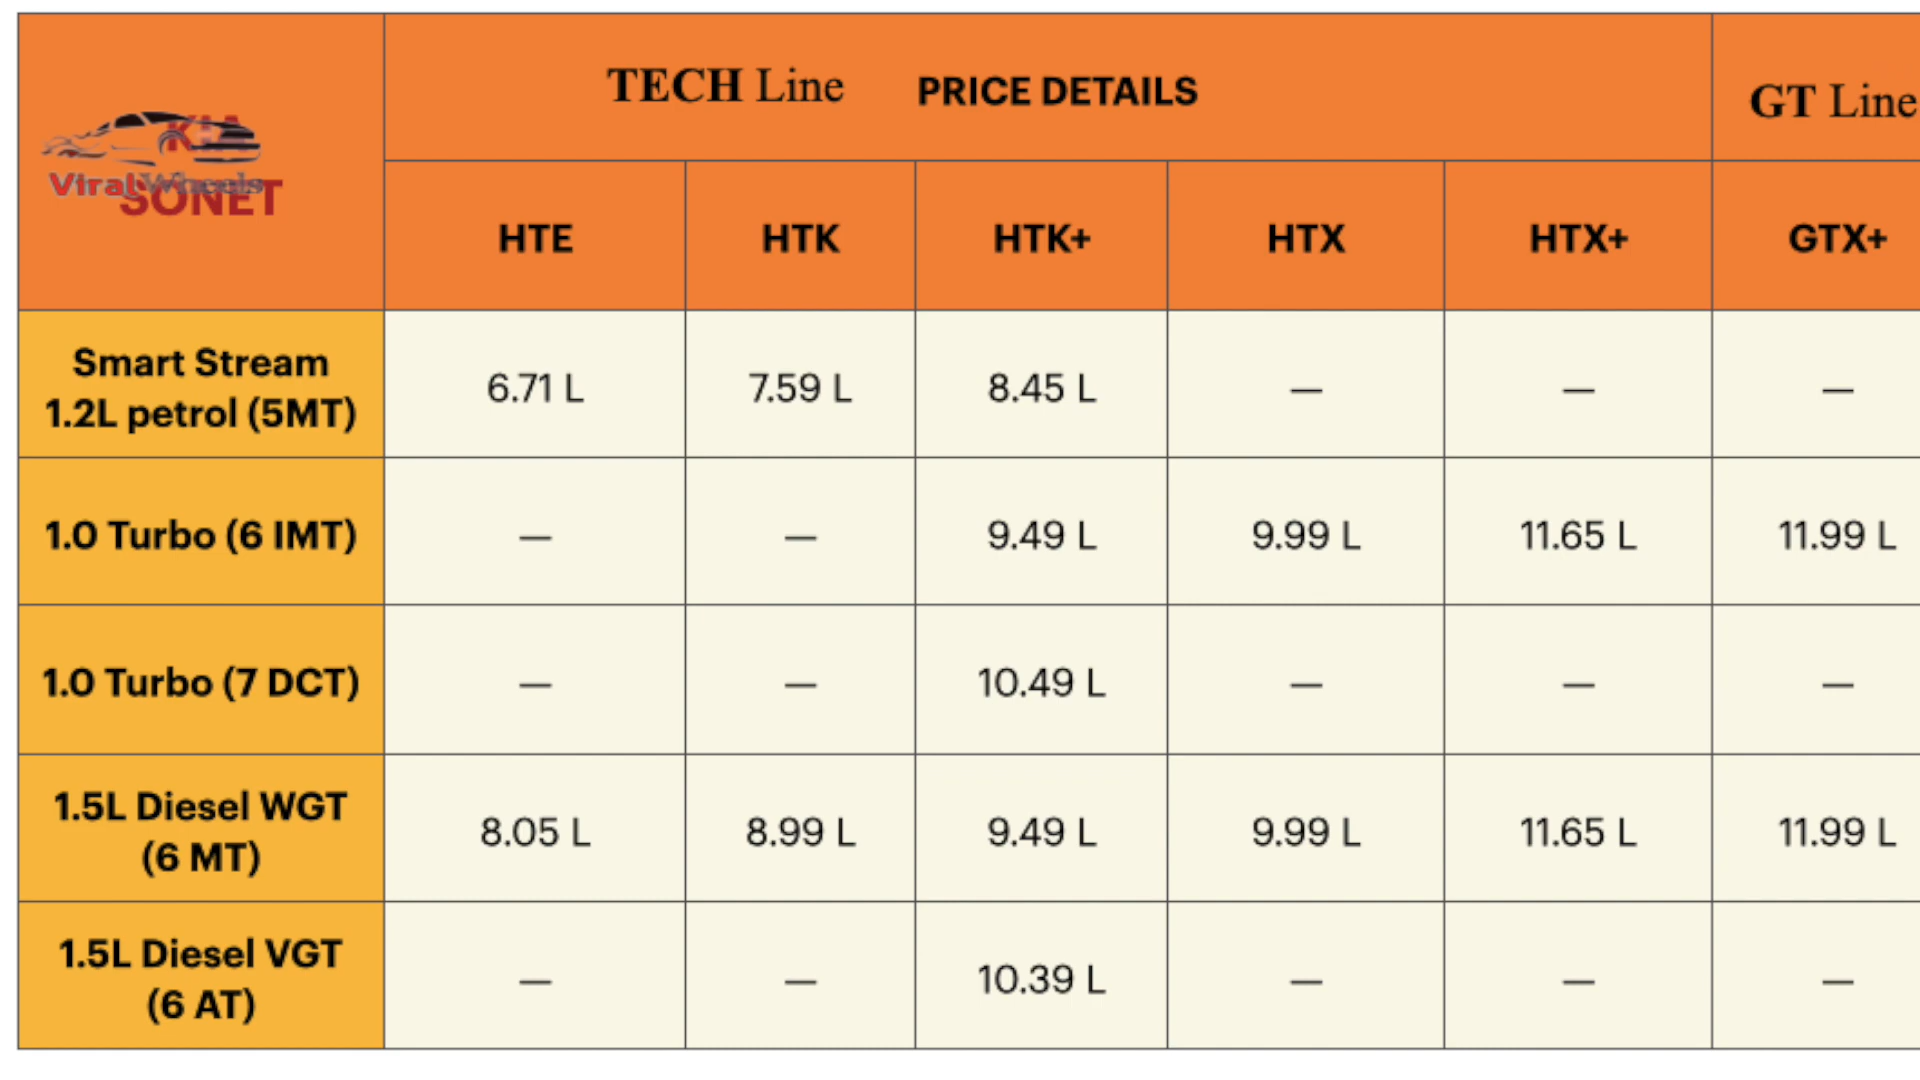 TECH Line PRICE DETAILS GT Line
KIA
Viral Wheels
SONET
HTE HTK HTK+ HTX HTX+ GTX+
Smart Stream
1.2L petrol (5MT) 6.71 L 7.59 L 8.45 L — — —
1.0 Turbo (6 IMT) — — 9.49 L 9.99 L 11.65 L 11.99 L
1.0 Turbo (7 DCT) — — 10.49 L — — —
1.5L Diesel WGT
(6 MT) 8.05 L 8.99 L 9.49 L 9.99 L 11.65 L 11.99 L
1.5L Diesel VGT
(6 AT) — — 10.39 L — — —